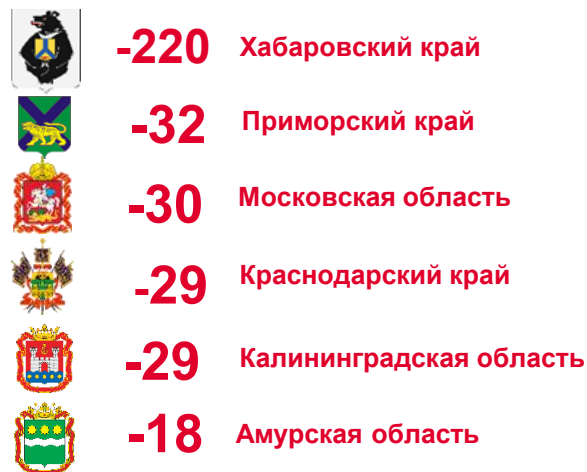 -220 Хабаровский край
-32 Приморский край
-30 Московская область
-29 Краснодарский край
-29 Калининградская область
-18 Амурская область